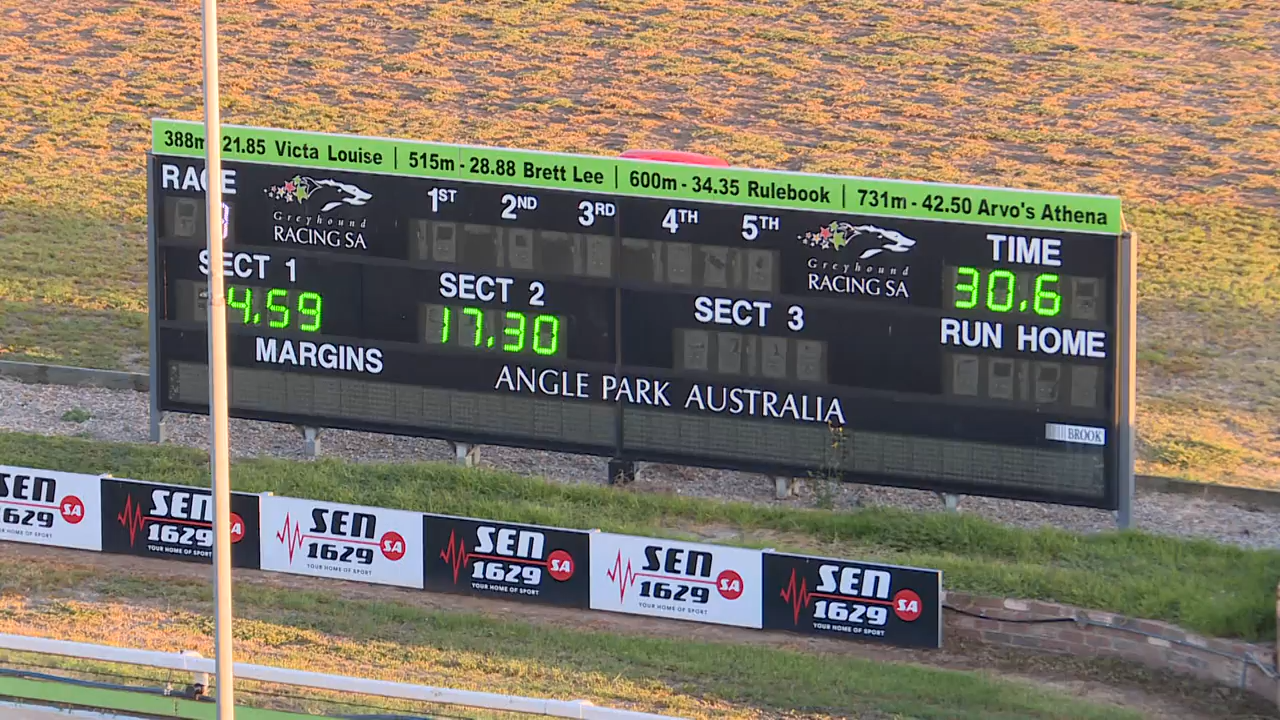 388m 21.85 Victa Louise | 515m - 28.88 Brett Lee | 600m - 34.35 Rulebook | 731m - 42.50 Arvo's Athena
RACE
Greyhound
RACING SA
1ST 2ND 3RD 4TH 5TH
Greyhound
RACING SA
TIME
30.6
SECT 1
4.59
SECT 2
17.30
SECT 3
RUN HOME
MARGINS
ANGLE PARK AUSTRALIA
BROOK
SEN
1629
SA
YOUR HOME OF SPORT
SEN
1629
SA
YOUR HOME OF SPORT
SEN
1629
SA
YOUR HOME OF SPORT
SEN
1629
SA
YOUR HOME OF SPORT
SEN
1629
SA
YOUR HOME OF SPORT
SEN
1629
SA
YOUR HOME OF SPORT